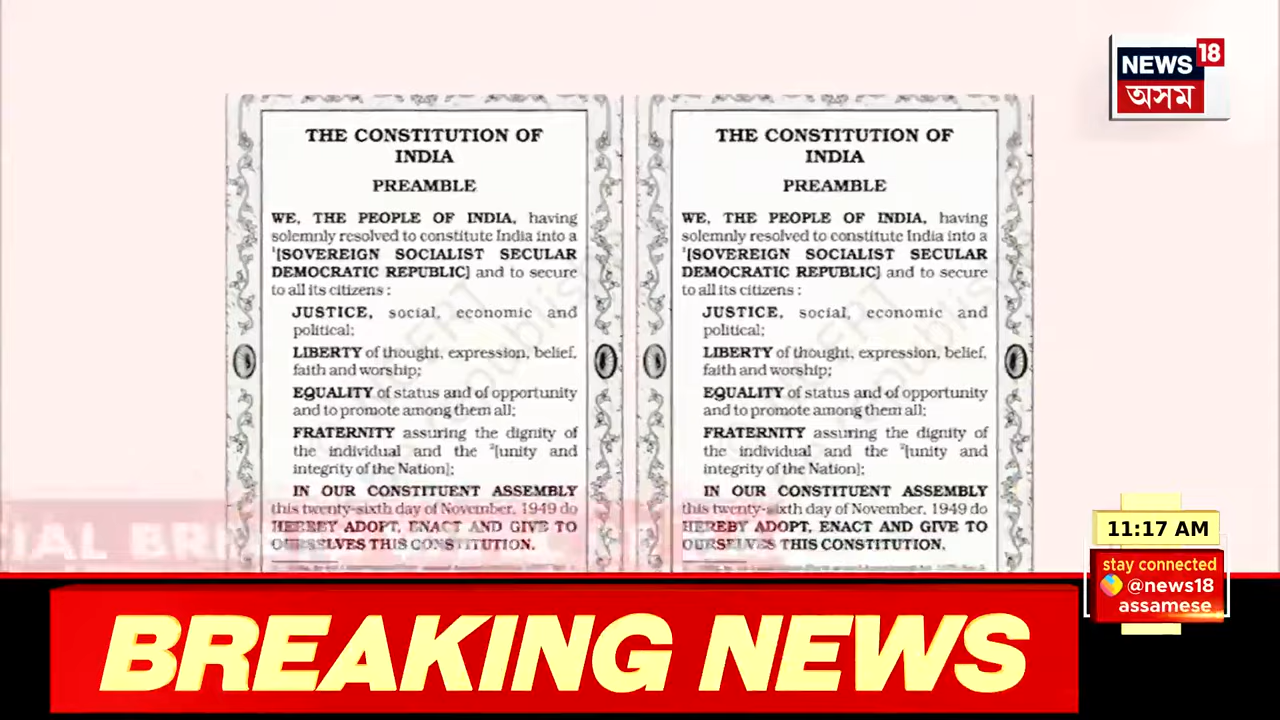 NEWS 18
অসম
THE CONSTITUTION OF
INDIA
PREAMBLE
WE, THE PEOPLE OF INDIA, having
solemnly resolved to constitute India into a
¹[SOVEREIGN SOCIALIST SECULAR
DEMOCRATIC REPUBLIC] and to secure
to all its citizens :
JUSTICE, social, economic and
political;
LIBERTY of thought, expression, belief,
faith and worship;
EQUALITY of status and of opportunity
and to promote among them all;
FRATERNITY assuring the dignity of
the individual and the ²[unity and
integrity of the Nation];
IN OUR CONSTITUENT ASSEMBLY
this twenty-sixth day of November, 1949 do
HEREBY ADOPT, ENACT AND GIVE TO
OURSELVES THIS CONSTITUTION.
THE CONSTITUTION OF
INDIA
PREAMBLE
WE, THE PEOPLE OF INDIA, having
solemnly resolved to constitute India into a
¹[SOVEREIGN SOCIALIST SECULAR
DEMOCRATIC REPUBLIC] and to secure
to all its citizens :
JUSTICE, social, economic and
political;
LIBERTY of thought, expression, belief,
faith and worship;
EQUALITY of status and of opportunity
and to promote among them all;
FRATERNITY assuring the dignity of
the individual and the ²[unity and
integrity of the Nation];
IN OUR CONSTITUENT ASSEMBLY
this twenty-sixth day of November, 1949 do
HEREBY ADOPT, ENACT AND GIVE TO
OURSELVES THIS CONSTITUTION.
11:17 AM
stay connected
@news18
assamese
BREAKING NEWS